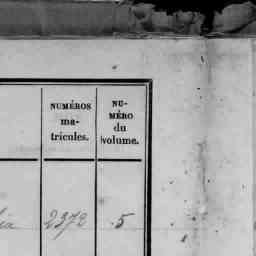 NUMÉROS
ma-
tricules.
NU-
MÉRO
du
volume.
2372 5